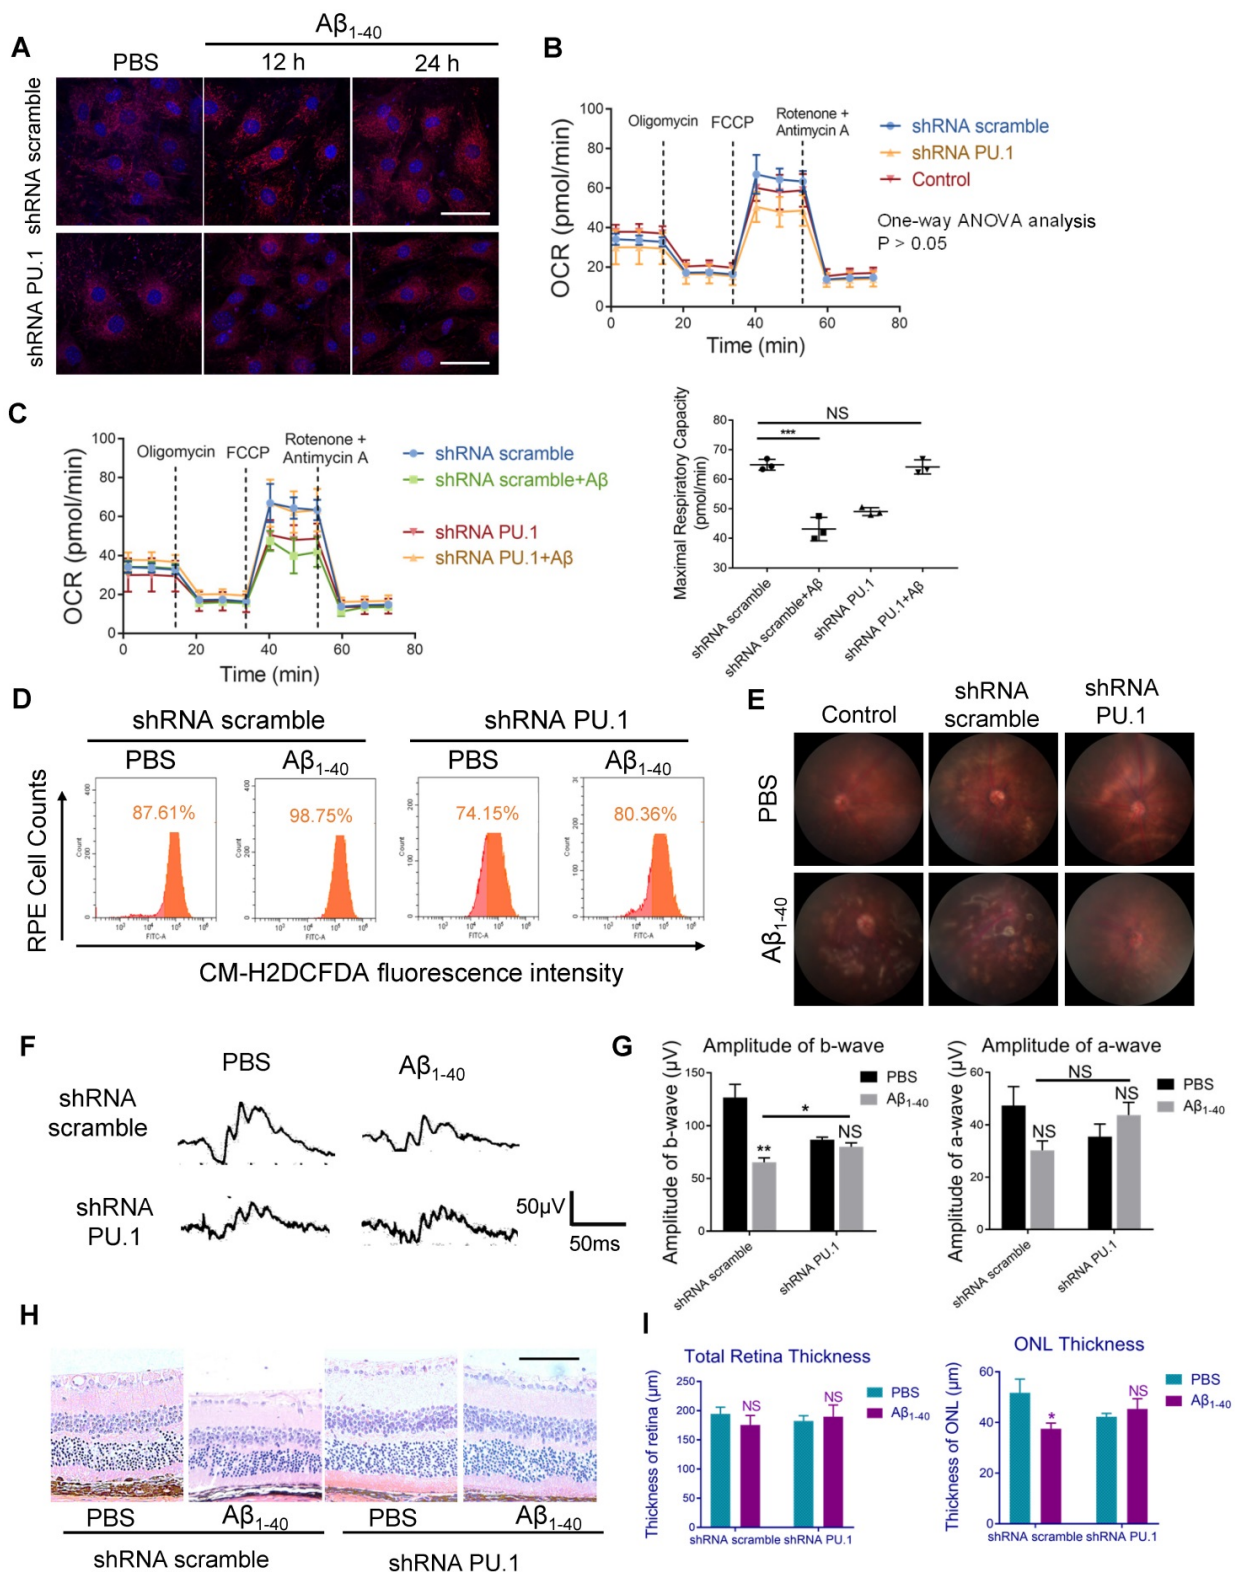 A
Aβ1-40
PBS
12 h
24 h
shRNA scramble
shRNA PU.1
B
OCR (pmol/min)
100
80
60
40
20
0
Oligomycin
FCCP
Rotenone +
Antimycin A
0 20 40 60 80
Time (min)
shRNA scramble
shRNA PU.1
Control
One-way ANOVA analysis
P > 0.05
C
OCR (pmol/min)
100
80
60
40
20
0
Oligomycin
FCCP
Rotenone +
Antimycin A
0 20 40 60 80
Time (min)
shRNA scramble
shRNA scramble+Aβ
shRNA PU.1
shRNA PU.1+Aβ
Maximal Respiratory Capacity
(pmol/min)
80
70
60
50
40
30
NS
***
shRNA scramble
shRNA scramble+Aβ
shRNA PU.1
shRNA PU.1+Aβ
D
shRNA scramble
shRNA PU.1
PBS
Aβ1-40
PBS
Aβ1-40
RPE Cell Counts
87.61%
98.75%
74.15%
80.36%
Count
Count
Count
Count
FITC-A
FITC-A
FITC-A
FITC-A
CM-H2DCFDA fluorescence intensity
E
Control
shRNA
scramble
shRNA
PU.1
PBS
Aβ1-40
F
PBS
Aβ1-40
shRNA
scramble
shRNA
PU.1
50μV
50ms
G
Amplitude of b-wave
Amplitude of b-wave (μV)
150
100
50
0
PBS
Aβ1-40
*
**
NS
shRNA scramble
shRNA PU.1
Amplitude of a-wave
Amplitude of a-wave (μV)
60
40
20
0
PBS
Aβ1-40
NS
NS
NS
shRNA scramble
shRNA PU.1
H
PBS
Aβ1-40
PBS
Aβ1-40
shRNA scramble
shRNA PU.1
I
Total Retina Thickness
Thickness of retina (μm)
250
200
150
100
50
0
NS
NS
PBS
Aβ1-40
shRNA scramble shRNA PU.1
ONL Thickness
Thickness of ONL (μm)
60
40
20
0
*
NS
PBS
Aβ1-40
shRNA scramble shRNA PU.1